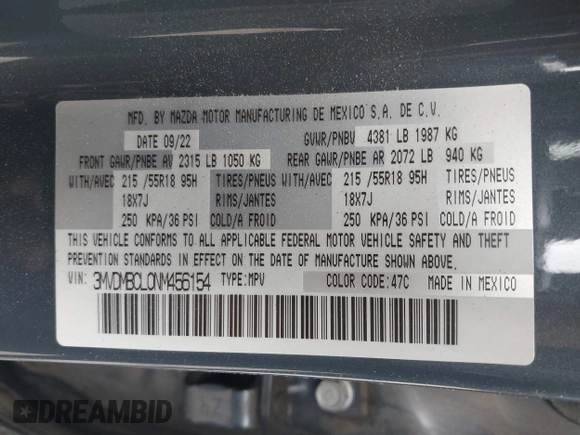 MFD. BY MAZDA MOTOR MANUFACTURING DE MEXICO S.A. DE C.V.
DATE 09/22 GVWR/PNBV 4381 LB 1987 KG
FRONT GAWR/PNBE AV 2315 LB 1050 KG REAR GAWR/PNBE AR 2072 LB 940 KG
WITH/AVEC 215 /55R18 95H TIRES/PNEUS WITH/AVEC 215 /55R18 95H TIRES/PNEUS
18X7J RIMS/JANTES 18X7J RIMS/JANTES
250 KPA/36 PSI COLD/A FROID 250 KPA/36 PSI COLD/A FROID
THIS VEHICLE CONFORMS TO ALL APPLICABLE FEDERAL MOTOR VEHICLE SAFETY AND THEFT
PREVENTION STANDARDS IN EFFECT ON THE DATE OF MANUFACTURE SHOWN ABOVE.
VIN: 3MVDMBCL0NM456154 TYPE:MPV COLOR CODE:47C MADE IN MEXICO
DREAMBID